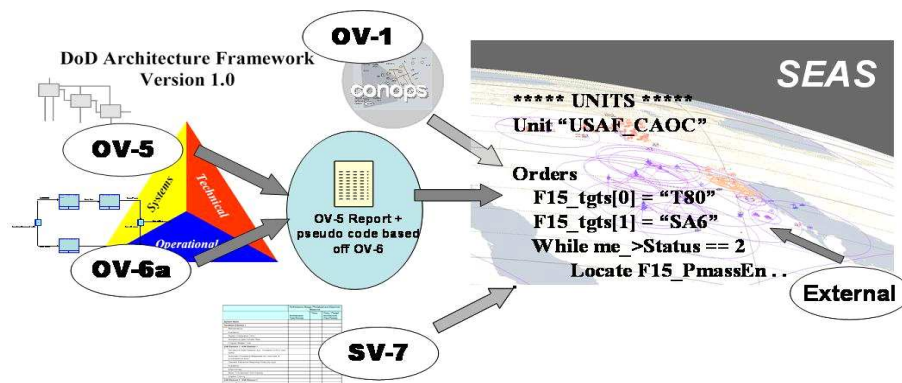 OV-1
DoD Architecture Framework
Version 1.0
conops
SEAS
***** UNITS *****
Unit “USAF_CAOC”
OV-5
Systems
Technical
Operational
OV-6a
OV-5 Report +
pseudo code based
off OV-6
Orders
F15_tgts[0] = “T80”
F15_tgts[1] = “SA6”
While me_>Status == 2
Locate F15_PmassEn . .
External
SV-7